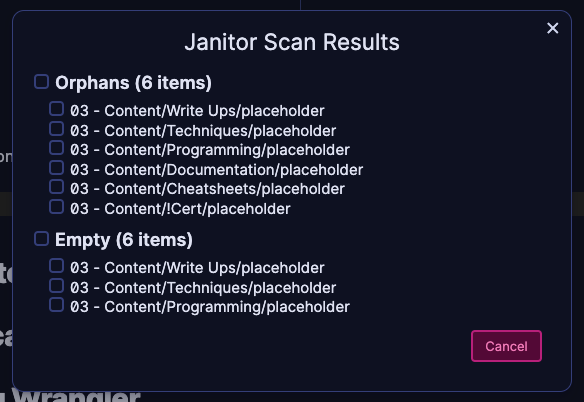 Janitor Scan Results
Orphans (6 items)
03 - Content/Write Ups/placeholder
03 - Content/Techniques/placeholder
03 - Content/Programming/placeholder
03 - Content/Documentation/placeholder
03 - Content/Cheatsheets/placeholder
03 - Content/!Cert/placeholder
Empty (6 items)
03 - Content/Write Ups/placeholder
03 - Content/Techniques/placeholder
03 - Content/Programming/placeholder
Cancel
Wrangler